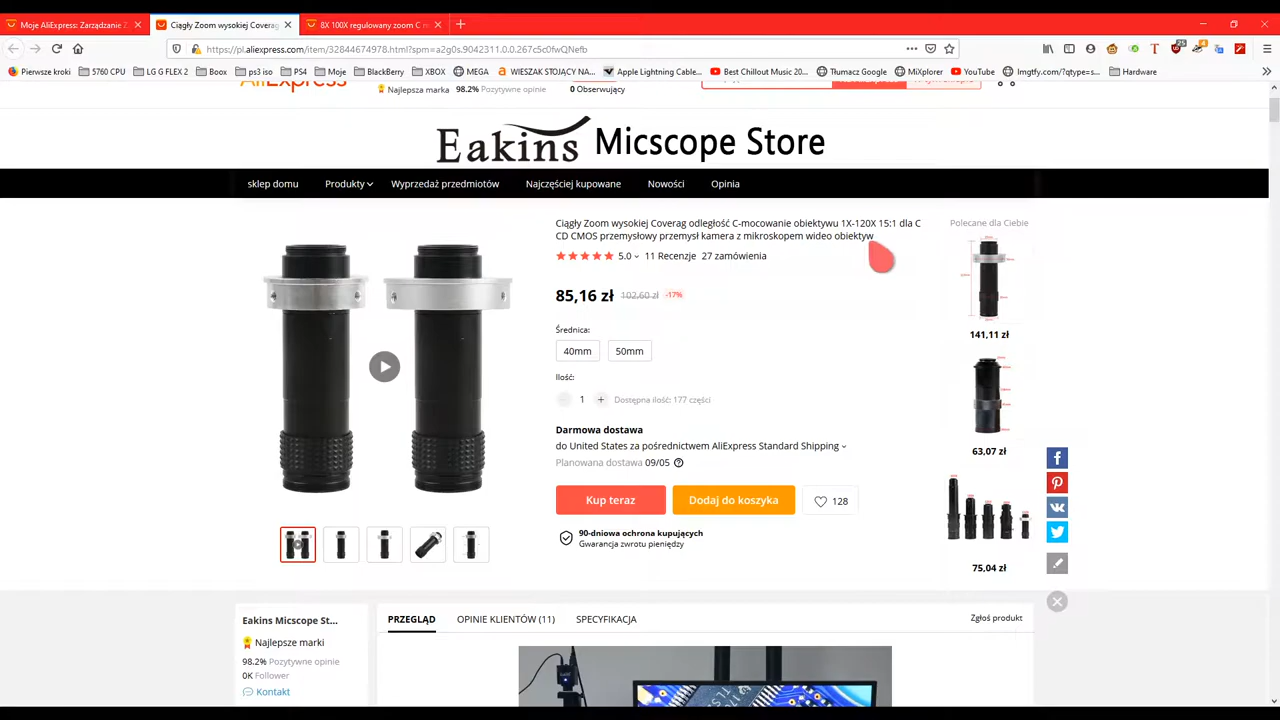 Moje AliExpress: Zarządzanie Z
Ciągły Zoom wysokiej Coverag
8X 100X regulowany zoom C m
https://pl.aliexpress.com/item/32844674978.html?spm=a2g0s.9042311.0.0.267c5c0fwQNefb
Pierwsze kroki
5760 CPU
LG G FLEX 2
Boox
ps3 iso
PS4
Moje
BlackBerry
XBOX
MEGA
WIESZAK STOJĄCY NA...
Apple Lightning Cable...
Best Chillout Music 20...
Tłumacz Google
MiXplorer
YouTube
lmgtfy.com/?qtype=s...
Hardware
AliExpress
Najlepsza marka 98.2% Pozytywne opinie
0 Obserwujący
Eakins Micscope Store
sklep domu Produkty Wyprzedaż przedmiotów Najczęściej kupowane Nowości Opinia
Ciągły Zoom wysokiej Coverag odległość C-mocowanie obiektywu 1X-120X 15:1 dla C
CD CMOS przemysłowy przemysł kamera z mikroskopem wideo obiektyw
5.0 11 Recenzje 27 zamówienia
85,16 zł 102,60 zł -17%
Średnica:
40mm 50mm
Ilość:
1 + Dostępna ilość: 177 części
Darmowa dostawa
do United States za pośrednictwem AliExpress Standard Shipping
Planowana dostawa 09/05
Kup teraz Dodaj do koszyka 128
90-dniowa ochrona kupujących
Gwarancja zwrotu pieniędzy
Polecane dla Ciebie
141,11 zł
63,07 zł
75,04 zł
Eakins Micscope St...
Najlepsze marki
98.2% Pozytywne opinie
0K Follower
Kontakt
PRZEGLĄD OPINIE KLIENTÓW (11) SPECYFIKACJA
Zgłoś produkt